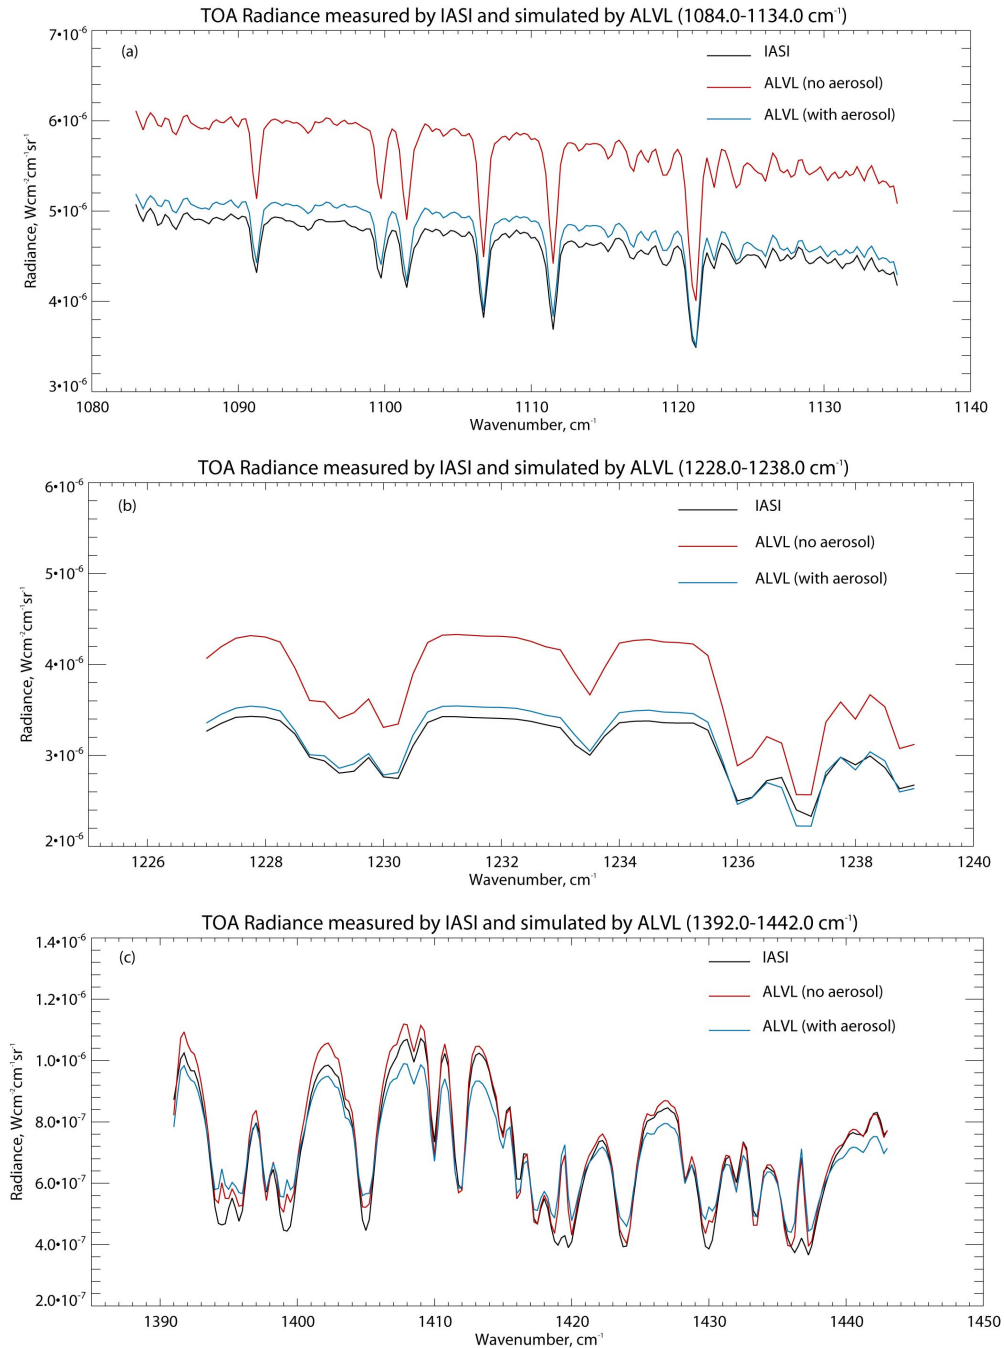 TOA Radiance measured by IASI and simulated by ALVL (1084.0-1134.0 cm⁻¹)
7•10⁻⁶
(a)
IASI
ALVL (no aerosol)
6•10⁻⁶
ALVL (with aerosol)
5•10⁻⁶
Radiance, Wcm⁻²cm⁻¹sr⁻¹
4•10⁻⁶
3•10⁻⁶
1080 1090 1100 1110 1120 1130 1140
Wavenumber, cm⁻¹
TOA Radiance measured by IASI and simulated by ALVL (1228.0-1238.0 cm⁻¹)
6•10⁻⁶
(b)
IASI
ALVL (no aerosol)
5•10⁻⁶
ALVL (with aerosol)
4•10⁻⁶
Radiance, Wcm⁻²cm⁻¹sr⁻¹
3•10⁻⁶
2•10⁻⁶
1226 1228 1230 1232 1234 1236 1238 1240
Wavenumber, cm⁻¹
TOA Radiance measured by IASI and simulated by ALVL (1392.0-1442.0 cm⁻¹)
1.4•10⁻⁶
(c)
IASI
1.2•10⁻⁶
ALVL (no aerosol)
ALVL (with aerosol)
1.0•10⁻⁶
8.0•10⁻⁷
Radiance, Wcm⁻²cm⁻¹sr⁻¹
6.0•10⁻⁷
4.0•10⁻⁷
2.0•10⁻⁷
1390 1400 1410 1420 1430 1440 1450
Wavenumber, cm⁻¹